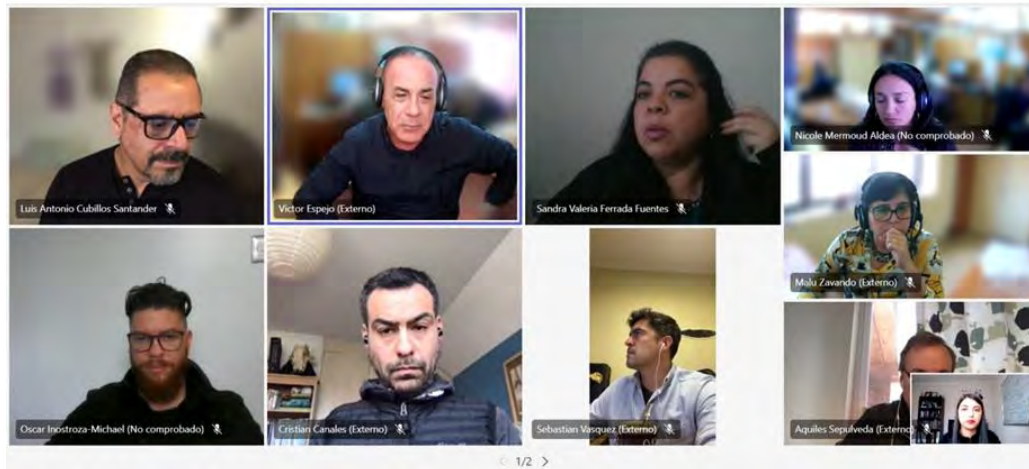 Luis Antonio Cubillos Santander
Victor Espejo (Externo)
Sandra Valeria Ferrada Fuentes
Nicole Mermoud Aldea (No comprobado)
Malu Zavando (Externo)
Oscar Inostroza-Michael (No comprobado)
Cristian Canales (Externo)
Sebastian Vasquez (Externo)
Aquiles Sepulveda (Externo)
1/2